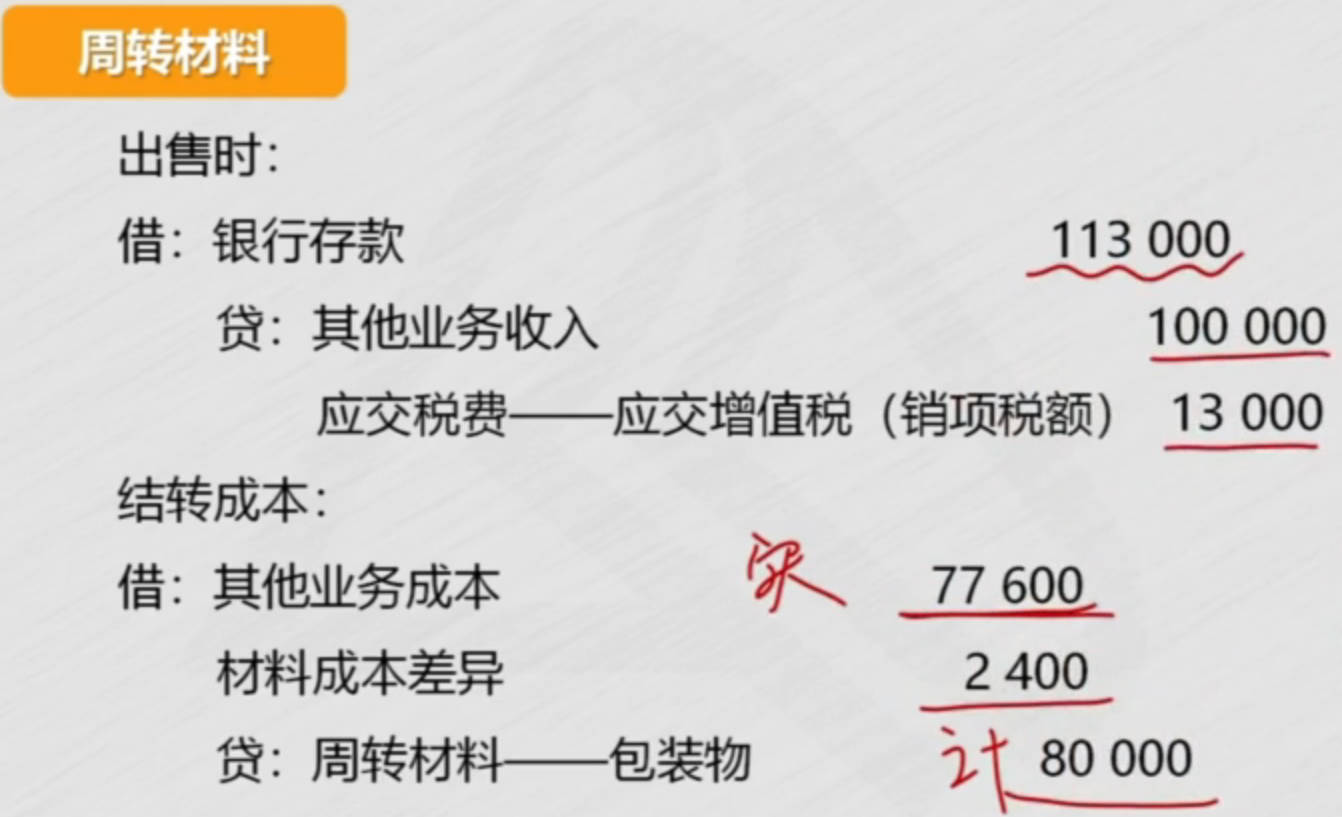 周转材料
出售时：
借：银行存款 113 000
贷：其他业务收入 100 000
应交税费——应交增值税（销项税额） 13 000
结转成本：
借：其他业务成本 实 77 600
材料成本差异 2 400
贷：周转材料——包装物 计 80 000